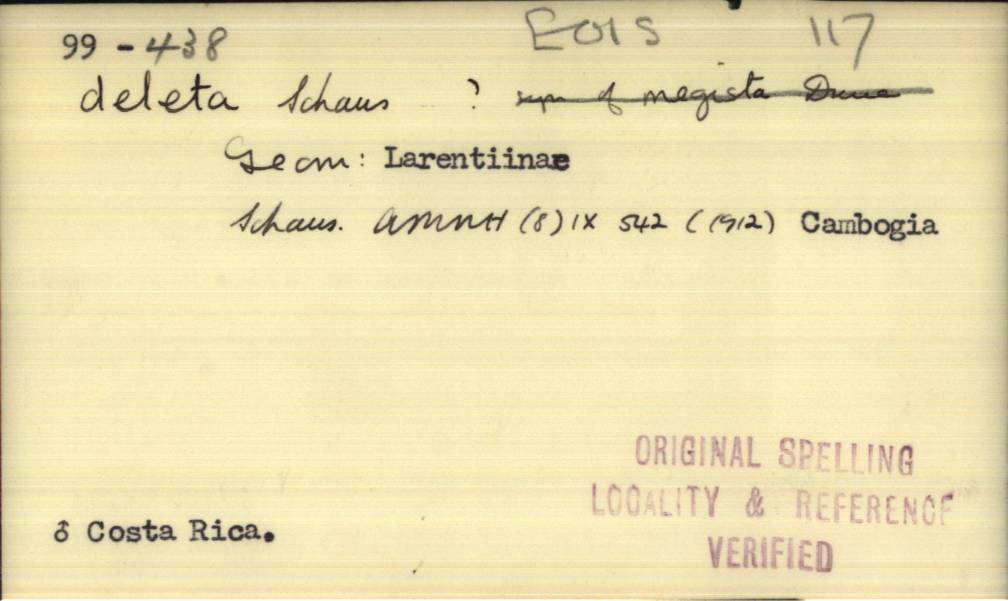 99 - 438 Eois 117
deleta Schaus ? syn of megista Druce
Geom: Larentiinae
Schaus. AMNH (8) IX 542 (1912) Cambogia
ORIGINAL SPELLING
LOCALITY & REFERENCE
VERIFIED
♂ Costa Rica.